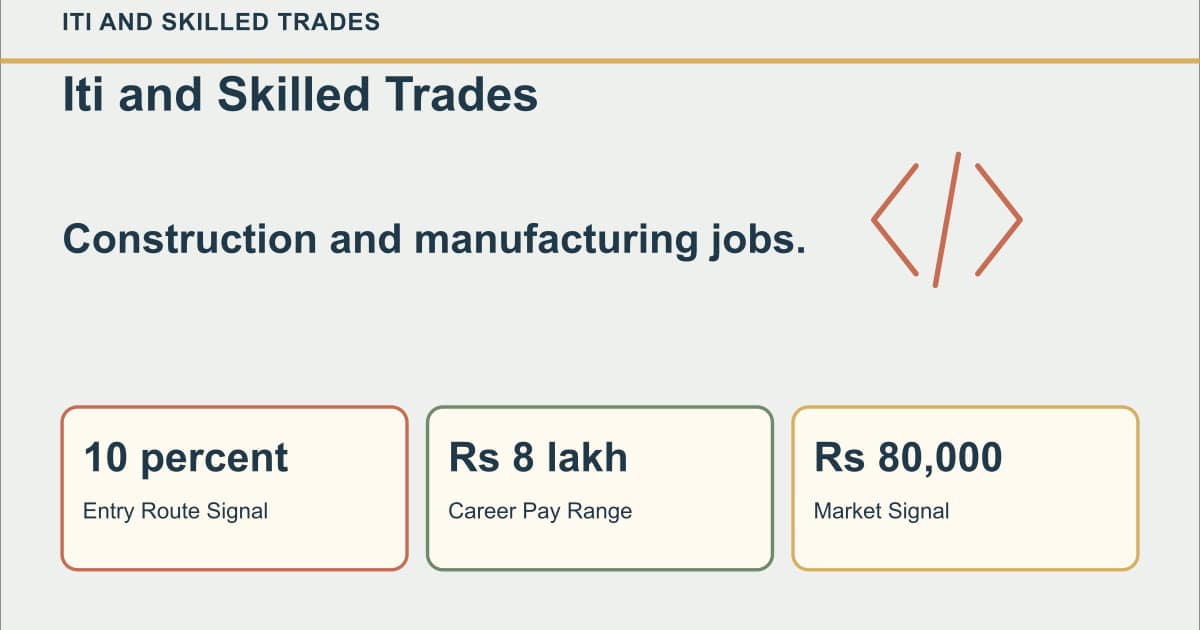 ITI AND SKILLED TRADES
Iti and Skilled Trades
Construction and manufacturing jobs.
10 percent
Entry Route Signal
Rs 8 lakh
Career Pay Range
Rs 80,000
Market Signal